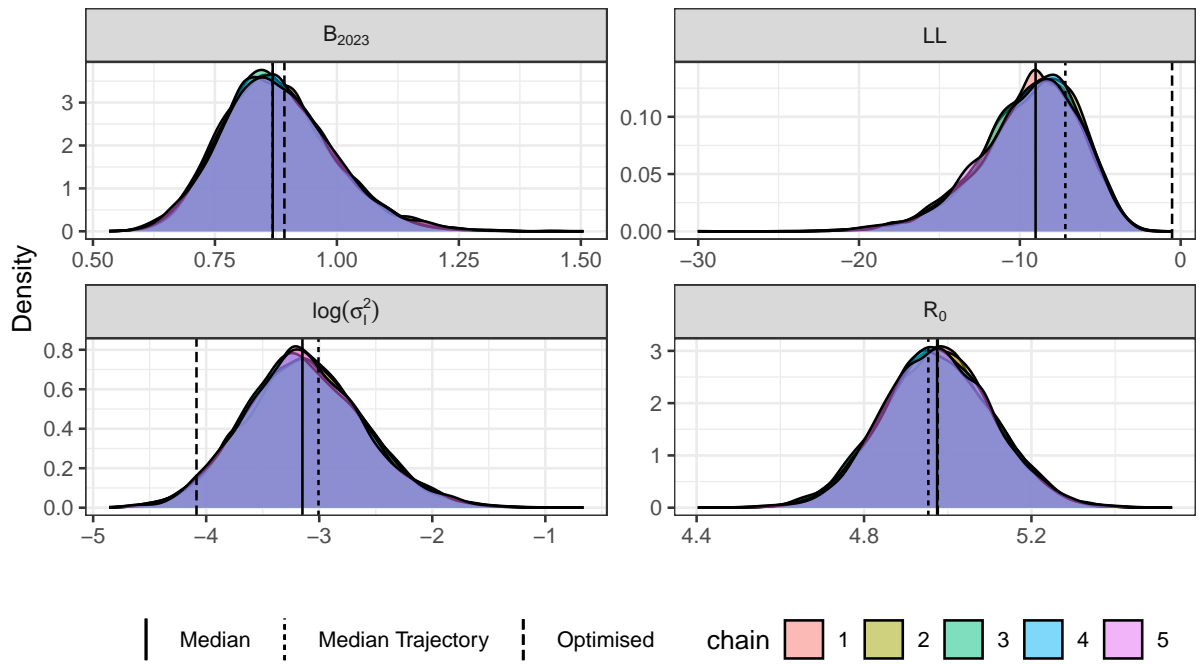 B₂₀₂₃
LL
3
2
1
0
0.10
0.05
0.00
0.50 0.75 1.00 1.25 1.50
−30 −20 −10 0
Density
log(σ_I^2)
R₀
0.8
0.6
0.4
0.2
0.0
3
2
1
0
−5 −4 −3 −2 −1
4.4 4.8 5.2
Median Median Trajectory Optimised chain 1 2 3 4 5